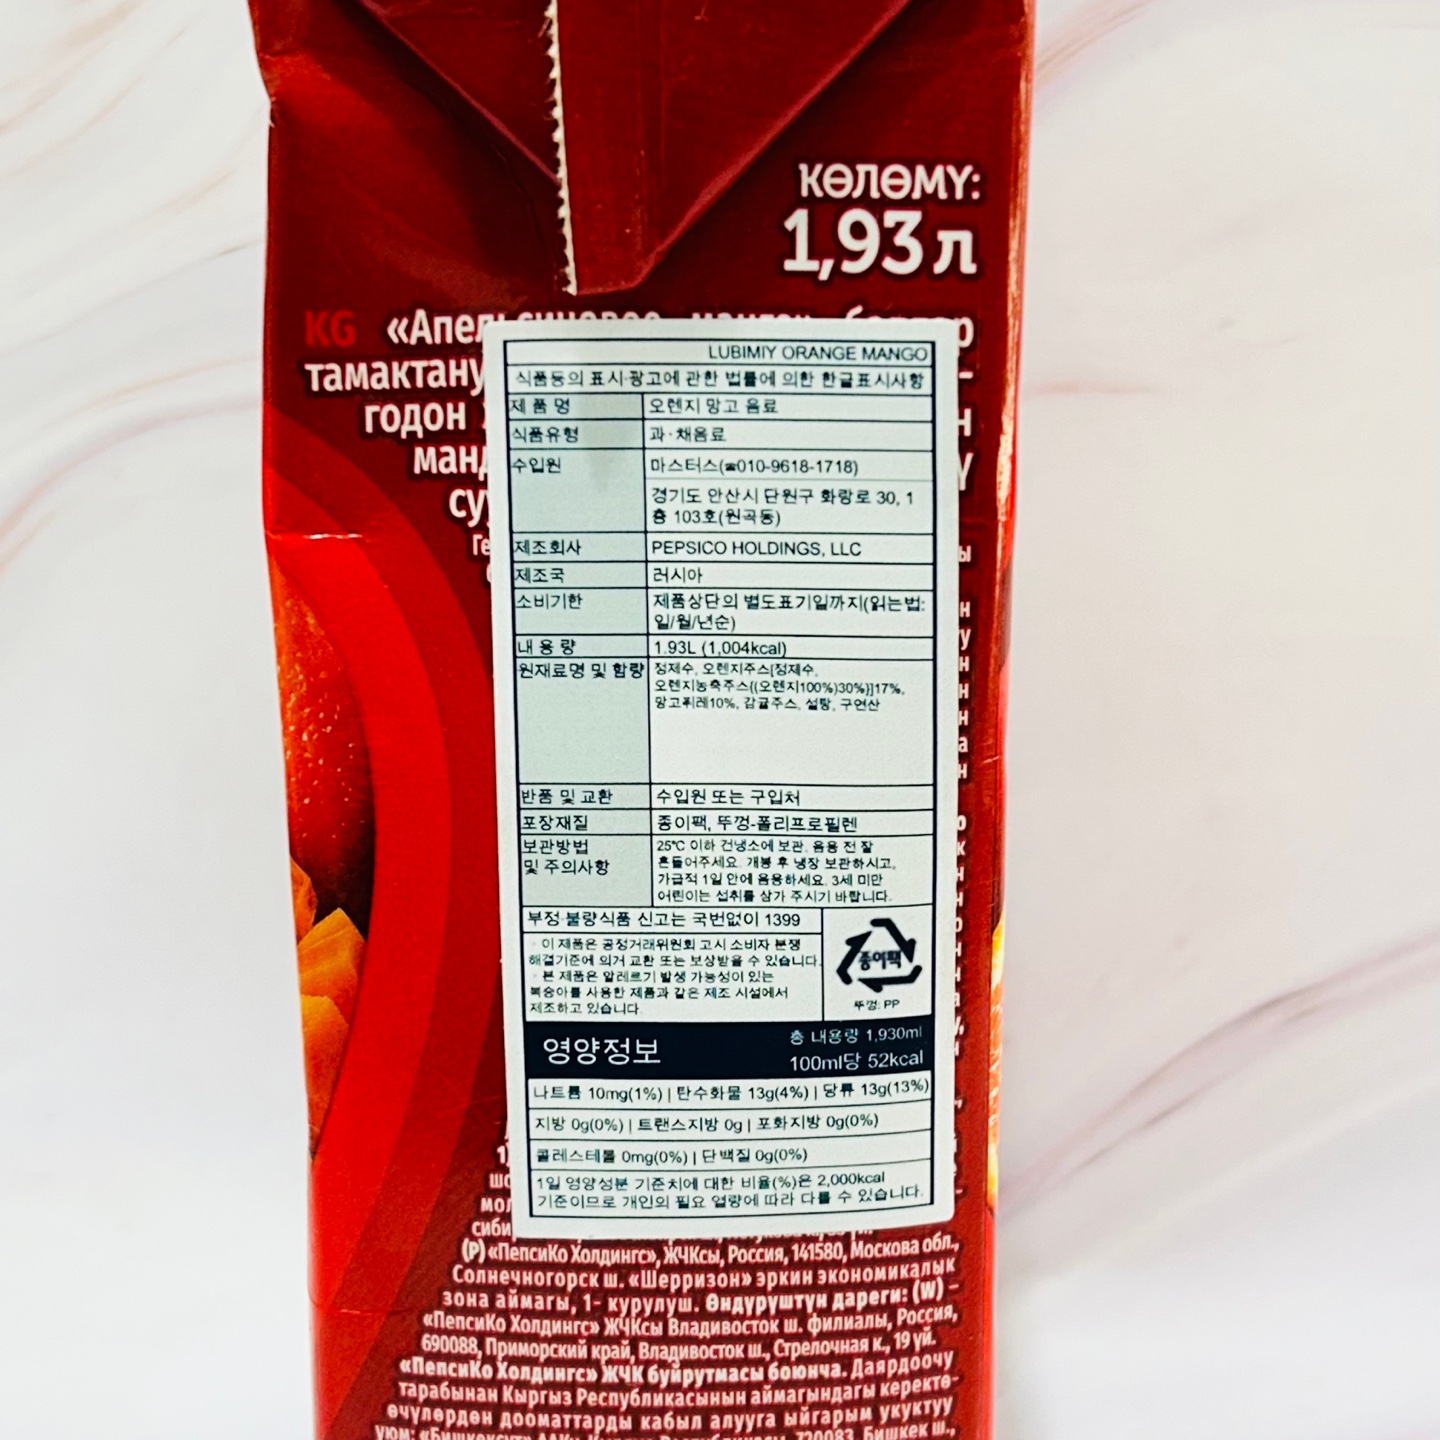 КӨЛӨМҮ:
1,93 л
KG «Апельсиновое
тамактану
годон
манд
LUBIMIY ORANGE MANGO
식품등의 표시·광고에 관한 법률에 의한 한글표시사항
제 품 명 오렌지 망고 음료
식품유형 과·채음료
수입원 마스터스(☎010-9618-1718)
경기도 안산시 단원구 화랑로 30, 1
층 103호(원곡동)
제조회사 PEPSICO HOLDINGS, LLC
제조국 러시아
소비기한 제품상단의 별도표기일까지(읽는법:
일/월/년순)
내 용 량 1.93L (1,004kcal)
원재료명 및 함량 정제수, 오렌지주스[정제수,
오렌지농축주스{(오렌지100%)30%}]17%,
망고퓌레10%, 감귤주스, 설탕, 구연산
반품 및 교환 수입원 또는 구입처
포장재질 종이팩, 뚜껑-폴리프로필렌
보관방법 25℃ 이하 건냉소에 보관. 음용 전 잘
및 주의사항 흔들어주세요. 개봉 후 냉장 보관하시고,
가급적 1일 안에 음용하세요. 3세 미만
어린이는 섭취를 삼가 주시기 바랍니다.
부정·불량식품 신고는 국번없이 1399
· 이 제품은 공정거래위원회 고시 소비자 분쟁
해결기준에 의거 교환 또는 보상받을 수 있습니다.
· 본 제품은 알레르기 발생 가능성이 있는
복숭아를 사용한 제품과 같은 제조 시설에서
제조하고 있습니다.
종이팩
뚜껑: PP
영양정보
총 내용량 1,930ml
100ml당 52kcal
나트륨 10mg(1%) | 탄수화물 13g(4%) | 당류 13g(13%)
지방 0g(0%) | 트랜스지방 0g | 포화지방 0g(0%)
콜레스테롤 0mg(0%) | 단백질 0g(0%)
1일 영양성분 기준치에 대한 비율(%)은 2,000kcal
기준이므로 개인의 필요 열량에 따라 다를 수 있습니다.
(P) «ПепсиКо Холдингс», ЖЧКсы, Россия, 141580, Москова обл.,
Солнечногорск ш. «Шерризон» эркин экономикалык
зона аймагы, 1- курулуш. Өндүрүштүн дареги: (W) –
«ПепсиКо Холдингс» ЖЧКсы Владивосток ш. филиалы, Россия,
690088, Приморский край, Владивосток ш., Стрелочная к., 19 үй.
«ПепсиКо Холдингс» ЖЧК буйрутмасы боюнча. Даярдоочу
тарабынан Кыргыз Республикасынын аймагындагы керектө-
өчүлөрдөн дооматтарды кабыл алууга ыйгарым укуктуу
уюм: «Бишкексүт» ААКы, Кыргыз Республикасы, 720083, Бишкек ш.,